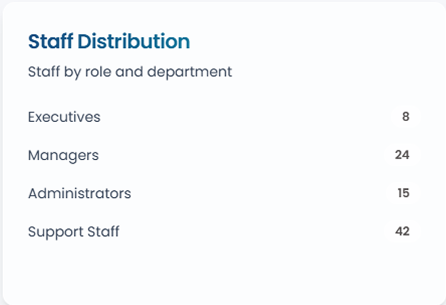 Staff Distribution
Staff by role and department
Executives 8
Managers 24
Administrators 15
Support Staff 42